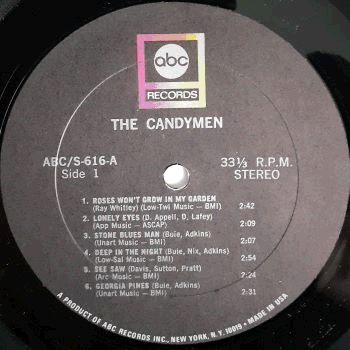 abc
RECORDS
THE CANDYMEN
ABC/S-616-A
Side 1
33⅓ R.P.M.
STEREO
1. ROSES WON'T GROW IN MY GARDEN
(Ray Whitley) (Low-Twi Music — BMI) 2:42
2. LONELY EYES (D. Appell, D. Lafey)
(App Music — ASCAP) 2:09
3. STONE BLUES MAN (Buie, Adkins)
(Unart Music — BMI) 2:07
4. DEEP IN THE NIGHT (Buie, Nix, Adkins)
(Low-Sal Music — BMI) 2:54
5. SEE SAW (Davis, Sutton, Pratt)
(Arc Music — BMI) 2:24
6. GEORGIA PINES (Buie, Adkins)
(Unart Music — BMI) 2:31
A PRODUCT OF ABC RECORDS INC., NEW YORK, N.Y. 10019 • MADE IN USA